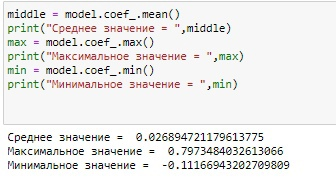 middle = model.coef_.mean()
print("Среднее значение = ",middle)
max = model.coef_.max()
print("Максимальное значение = ",max)
min = model.coef_.min()
print("Минимальное значение = ",min)
Среднее значение =  0.026894721179613775
Максимальное значение =  0.7973484032613066
Минимальное значение =  -0.11166943202709809